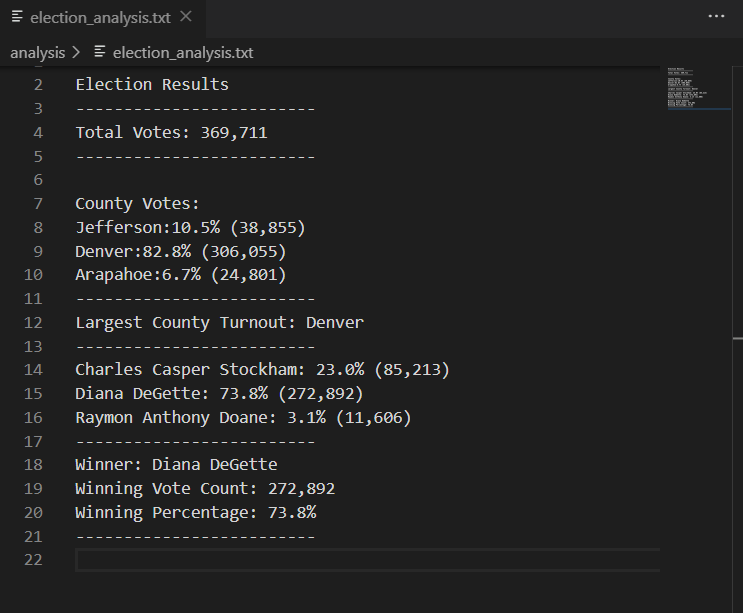 election_analysis.txt
analysis > election_analysis.txt
2 Election Results
3 -------------------------
4 Total Votes: 369,711
5 -------------------------
6
7 County Votes:
8 Jefferson:10.5% (38,855)
9 Denver:82.8% (306,055)
10 Arapahoe:6.7% (24,801)
11 -------------------------
12 Largest County Turnout: Denver
13 -------------------------
14 Charles Casper Stockham: 23.0% (85,213)
15 Diana DeGette: 73.8% (272,892)
16 Raymon Anthony Doane: 3.1% (11,606)
17 -------------------------
18 Winner: Diana DeGette
19 Winning Vote Count: 272,892
20 Winning Percentage: 73.8%
21 -------------------------
22